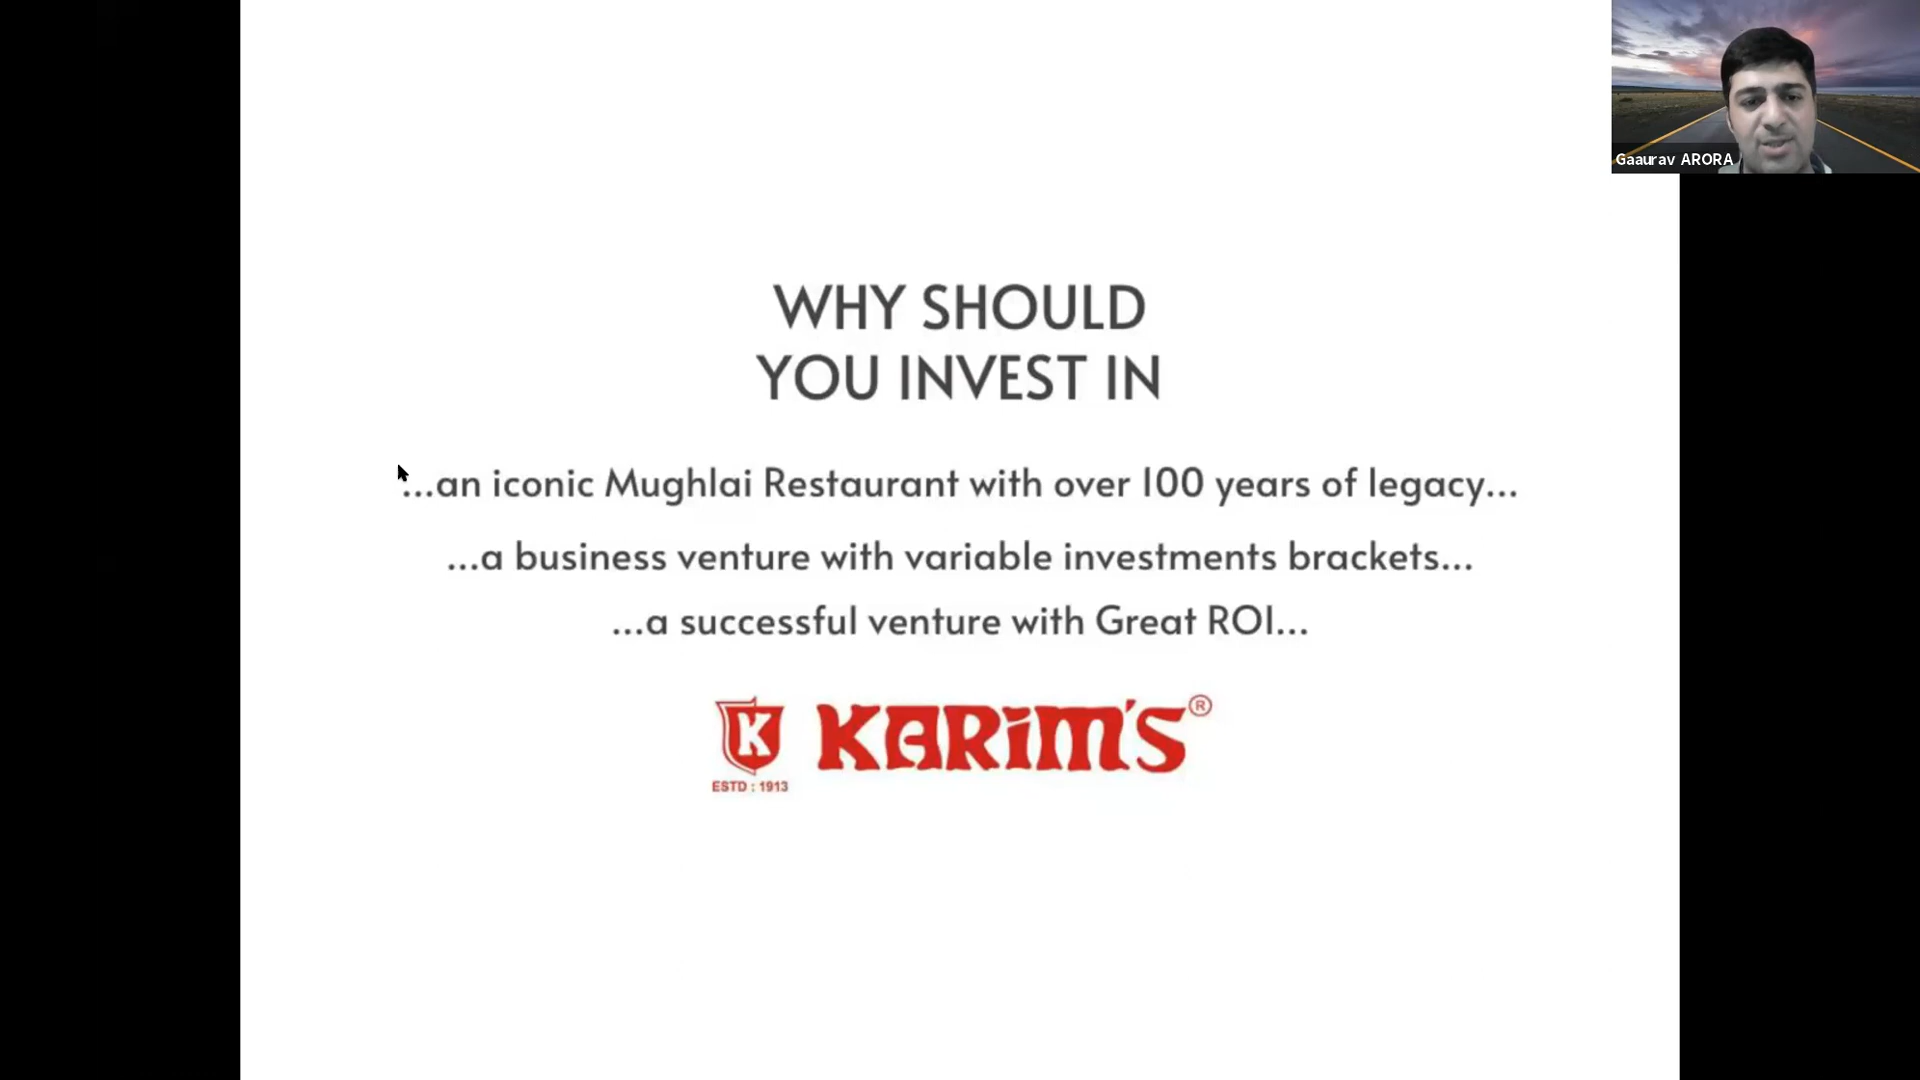 Gaaurav ARORA
WHY SHOULD
YOU INVEST IN
...an iconic Mughlai Restaurant with over 100 years of legacy...
...a business venture with variable investments brackets...
...a successful venture with Great ROI...
K KARIM'S®
ESTD : 1913